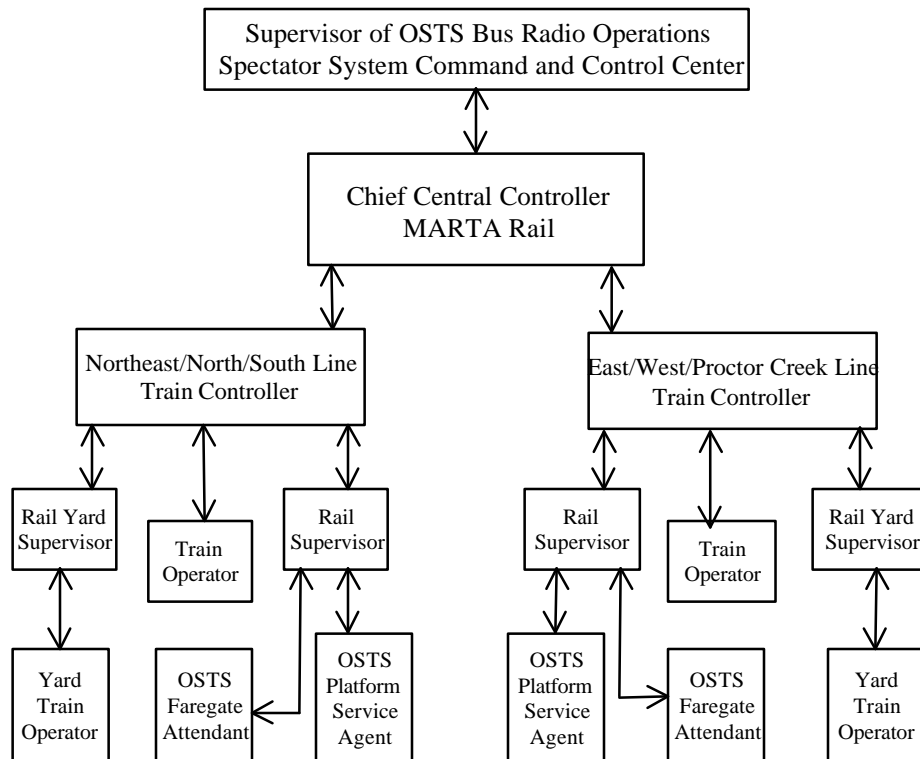 Supervisor of OSTS Bus Radio Operations
Spectator System Command and Control Center
Chief Central Controller
MARTA Rail
Northeast/North/South Line
Train Controller
East/West/Proctor Creek Line
Train Controller
Rail Yard
Supervisor
Train
Operator
Rail
Supervisor
Rail
Supervisor
Train
Operator
Rail Yard
Supervisor
Yard
Train
Operator
OSTS
Faregate
Attendant
OSTS
Platform
Service
Agent
OSTS
Platform
Service
Agent
OSTS
Faregate
Attendant
Yard
Train
Operator